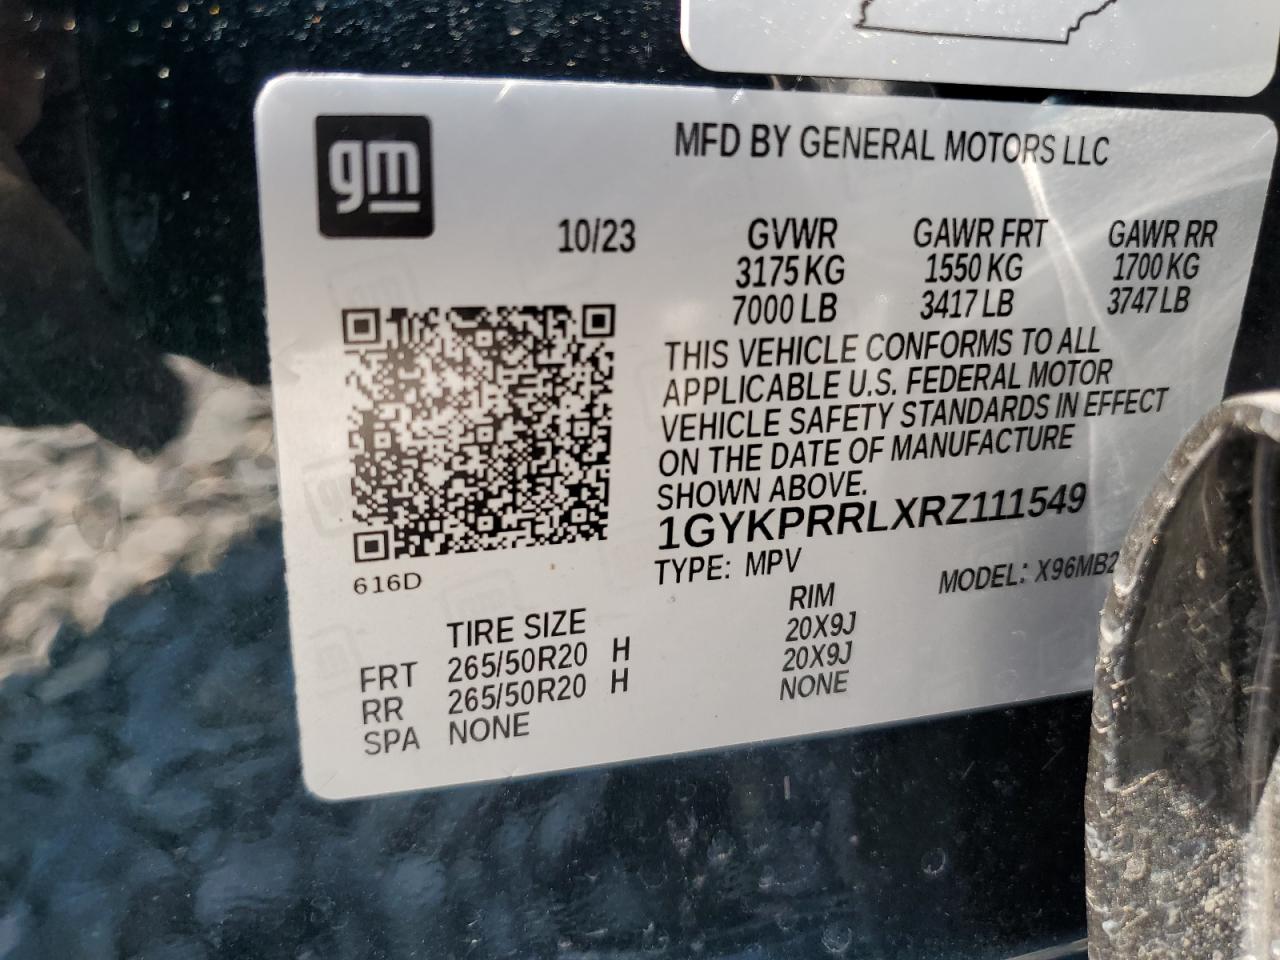 gm
MFD BY GENERAL MOTORS LLC
10/23
GVWR GAWR FRT GAWR RR
3175 KG 1550 KG 1700 KG
7000 LB 3417 LB 3747 LB
THIS VEHICLE CONFORMS TO ALL
APPLICABLE U.S. FEDERAL MOTOR
VEHICLE SAFETY STANDARDS IN EFFECT
ON THE DATE OF MANUFACTURE
SHOWN ABOVE.
1GYKPRRLXRZ111549
TYPE: MPV MODEL: X96MB2
616D
TIRE SIZE RIM
FRT 265/50R20 H 20X9J
RR 265/50R20 H 20X9J
SPA NONE NONE